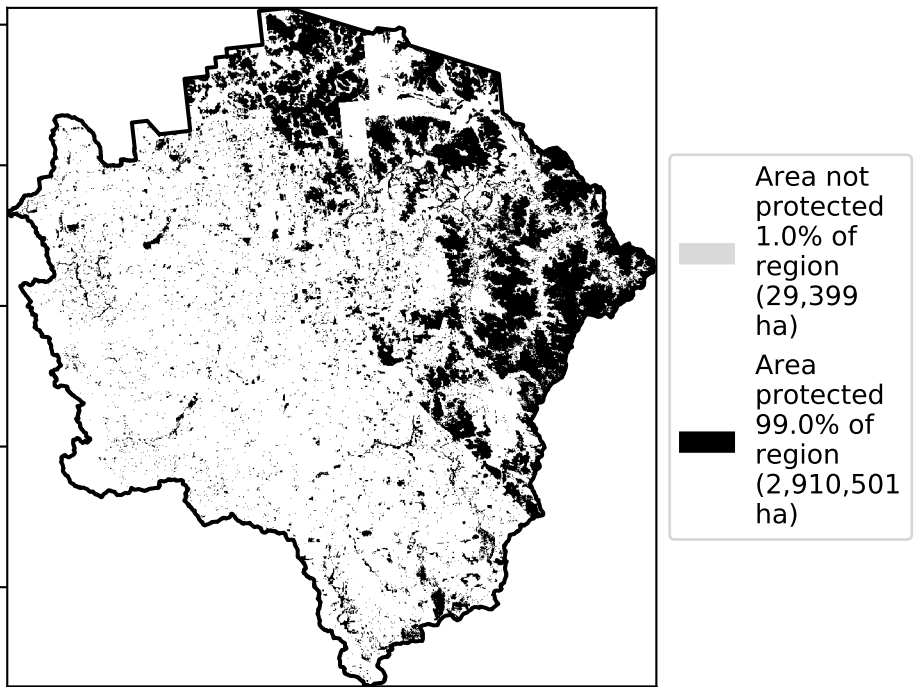 Area not
protected
1.0% of
region
(29,399
ha)
Area
protected
99.0% of
region
(2,910,501
ha)